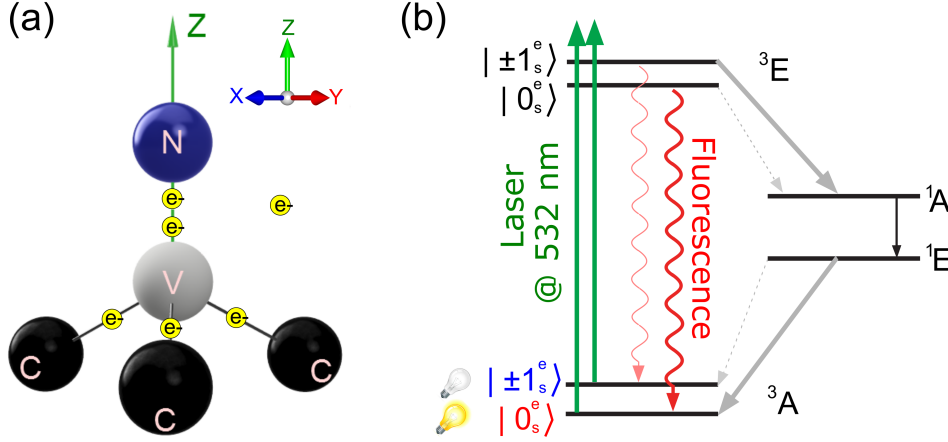 (a)
Z
Z
X
Y
N
e-
e-
e-
V
e-
e-
e-
C
C
C
(b)
| ±1ₛᵉ⟩
³E
| 0ₛᵉ⟩
Laser
@ 532 nm
Fluorescence
¹A
¹E
| ±1ₛᵉ⟩
³A
| 0ₛᵉ⟩